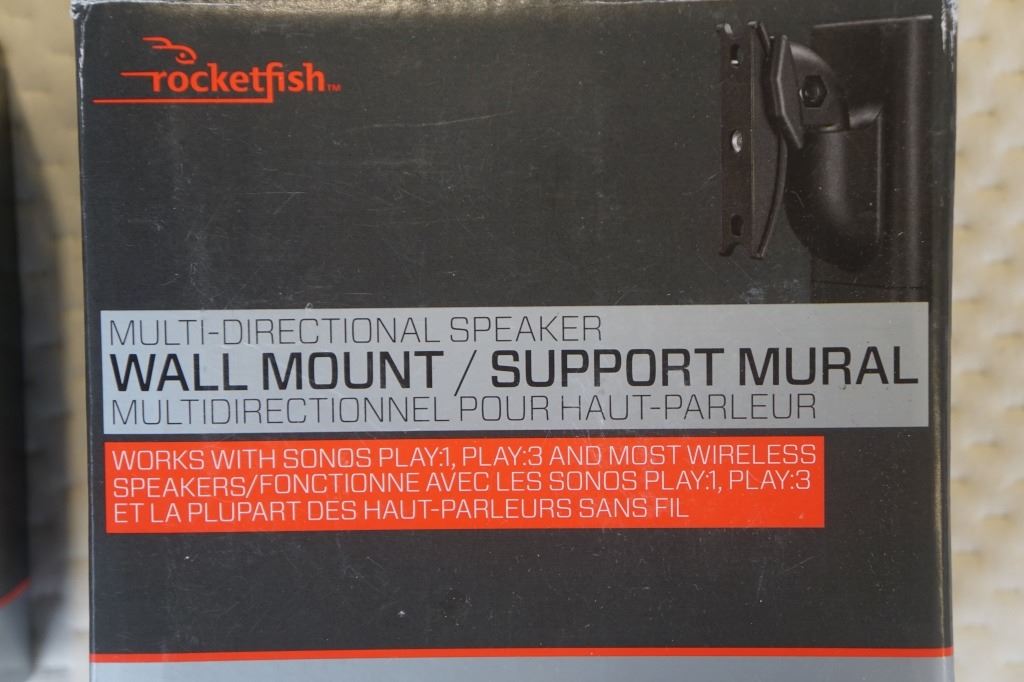 rocketfish™
MULTI-DIRECTIONAL SPEAKER
WALL MOUNT / SUPPORT MURAL
MULTIDIRECTIONNEL POUR HAUT-PARLEUR
WORKS WITH SONOS PLAY:1, PLAY:3 AND MOST WIRELESS
SPEAKERS/FONCTIONNE AVEC LES SONOS PLAY:1, PLAY:3
ET LA PLUPART DES HAUT-PARLEURS SANS FIL